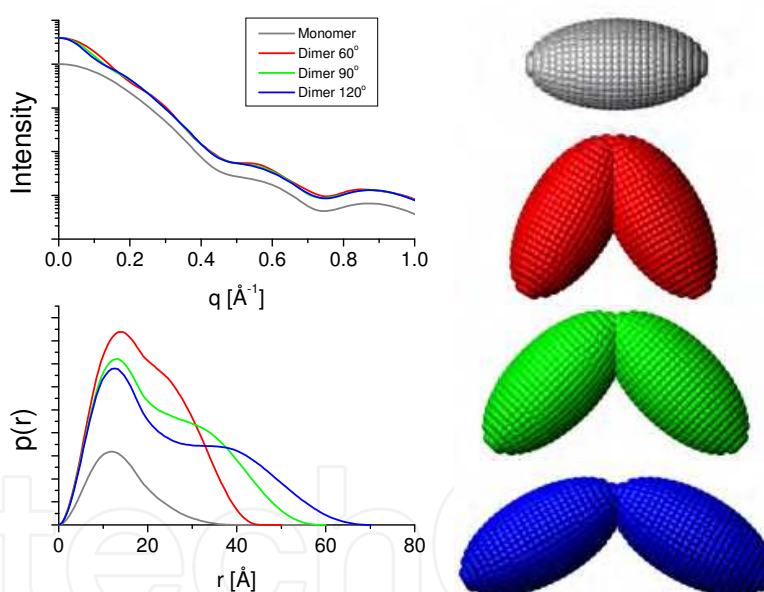 Intensity
Monomer
Dimer 60°
Dimer 90°
Dimer 120°
0.0 0.2 0.4 0.6 0.8 1.0
q [Å-1]
p(r)
0 20 40 60 80
r [Å]